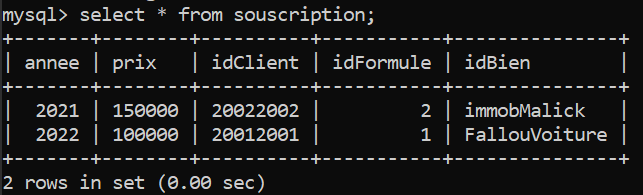 mysql> select * from souscription;
+-------+--------+----------+-----------+---------------+
| annee | prix   | idClient | idFormule | idBien        |
+-------+--------+----------+-----------+---------------+
|  2021 | 150000 | 20022002 |         2 | immobMalick   |
|  2022 | 100000 | 20012001 |         1 | FallouVoiture |
+-------+--------+----------+-----------+---------------+
2 rows in set (0.00 sec)